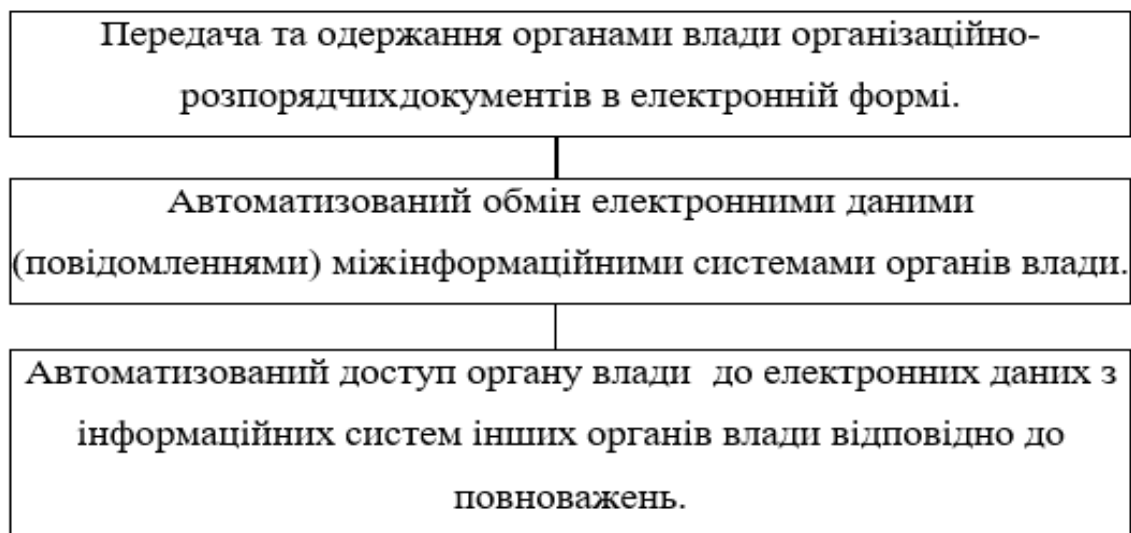 Передача та одержання органами влади організаційно-
розпорядчихдокументів в електронній формі.
Автоматизований обмін електронними даними
(повідомленнями) міжінформаційними системами органів влади.
Автоматизований доступ органу влади до електронних даних з
інформаційних систем інших органів влади відповідно до
повноважень.